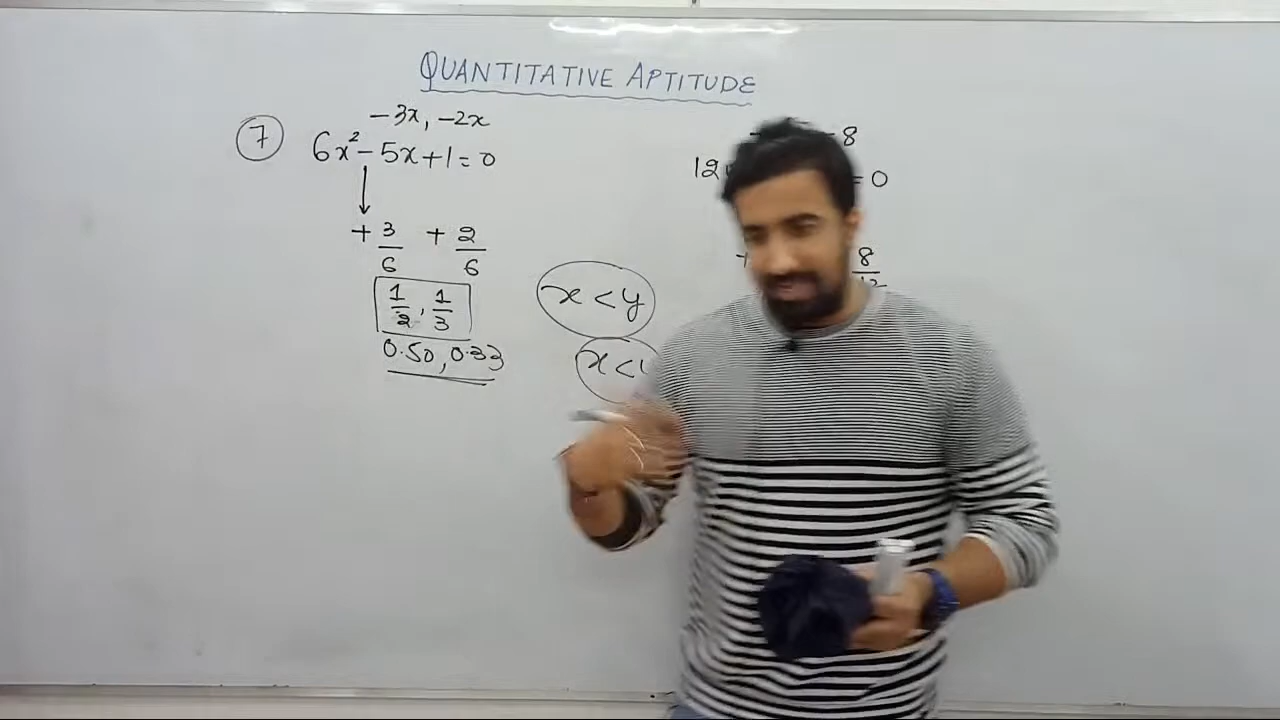 QUANTITATIVE APTITUDE
7
-3x, -2x
6x² - 5x + 1 = 0
+ 3/6 + 2/6
1/2, 1/3
0.50, 0.33
x < y
x <
- 8
12
= 0
+
8/12